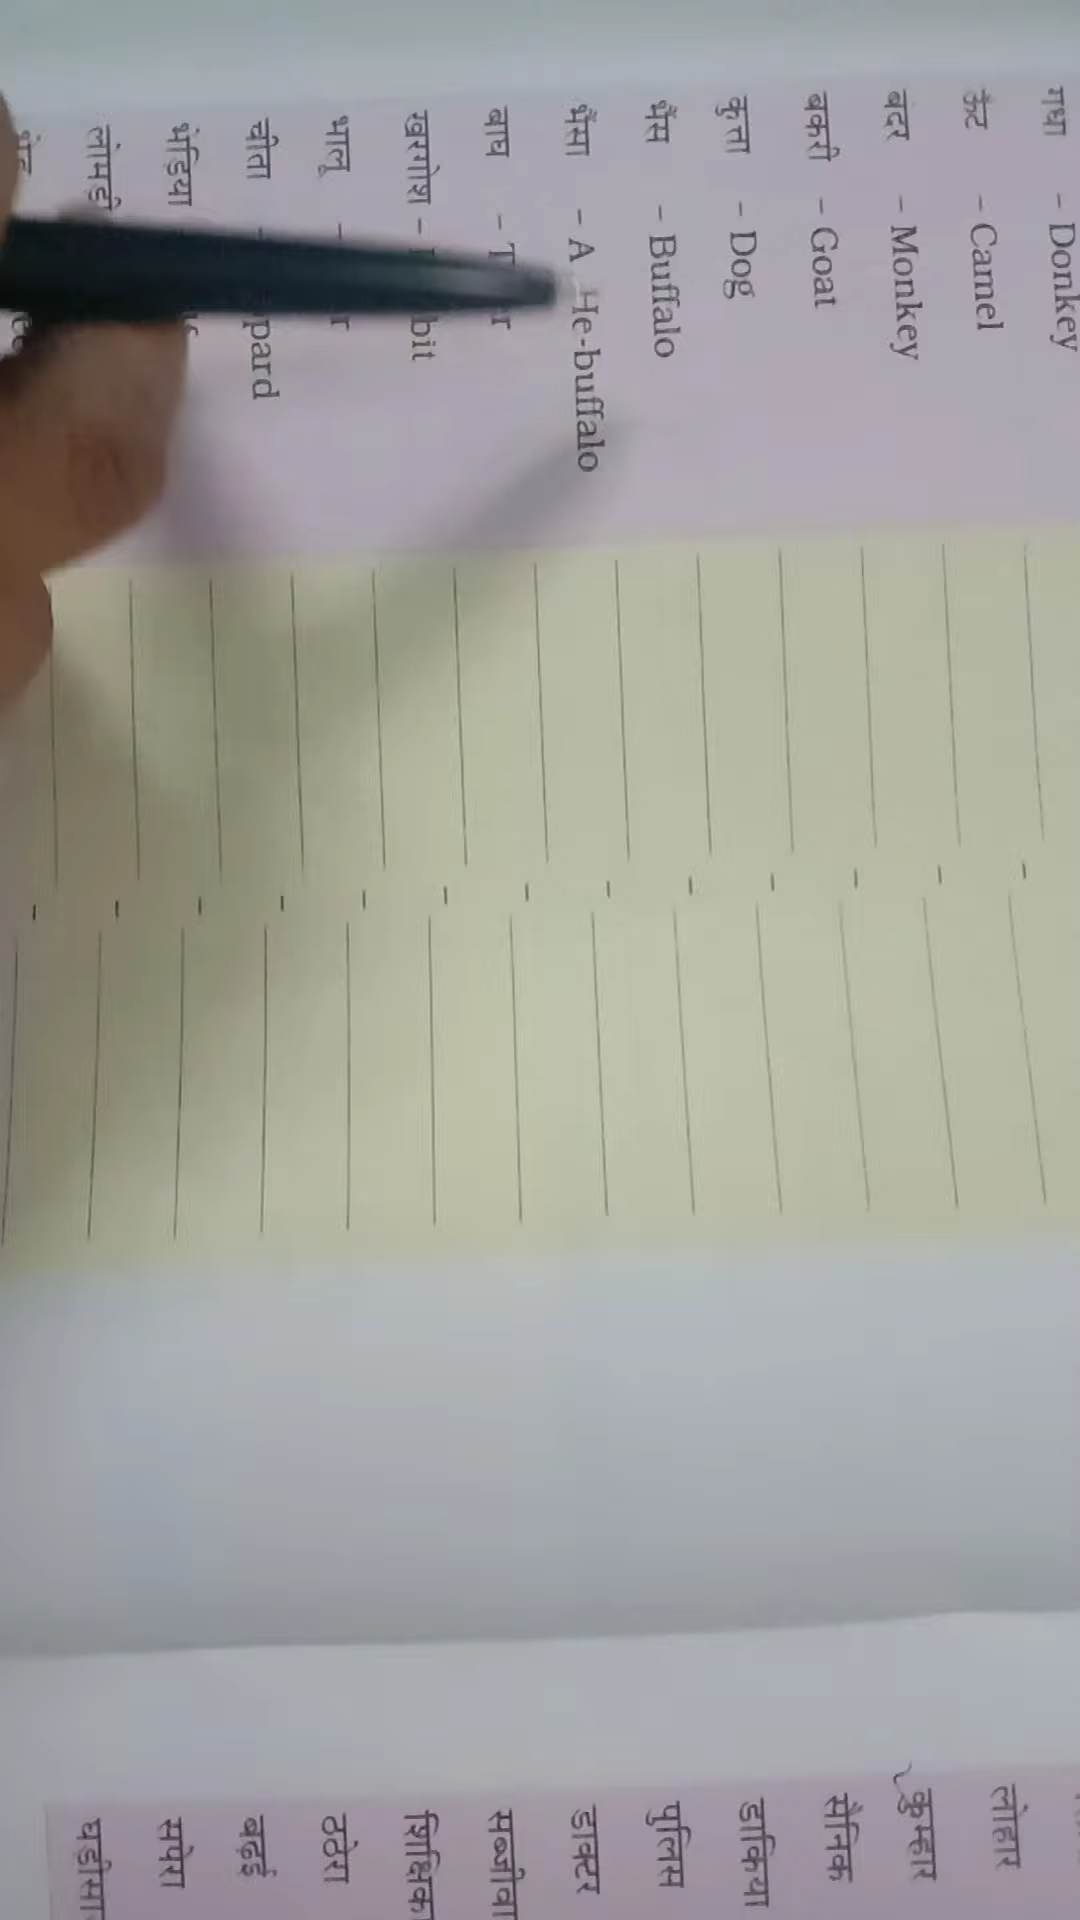 गधा - Donkey
ऊँट - Camel
बंदर - Monkey
बकरी - Goat
कुत्ता - Dog
भैंस - Buffalo
भैंसा - A He-buffalo
बाघ - T er
खरगोश - bit
भालू - r
चीता - pard
भेड़िया
लोमड़ी
लोहार
कुम्हार
सैनिक
डाकिया
पुलिस
डाक्टर
सब्जीवा
शिक्षिक
ठठेरा
बढ़ई
सपेरा
घड़ीसा